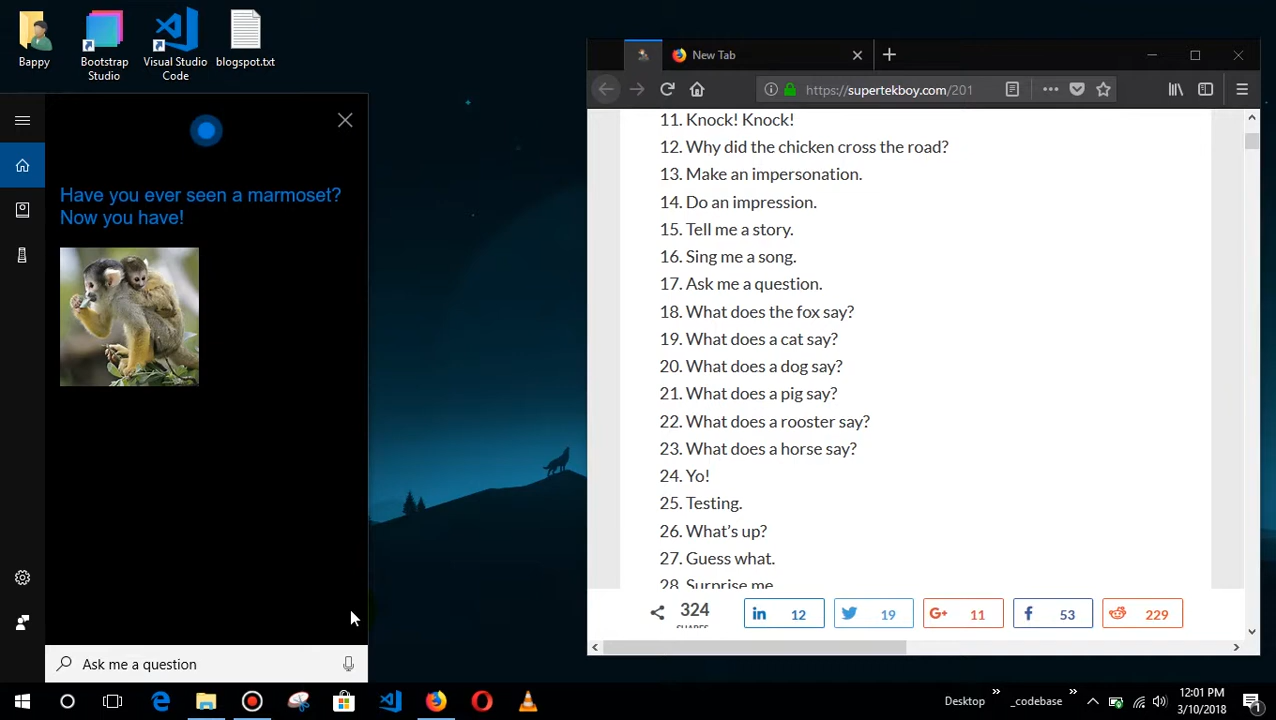 Bappy
Bootstrap
Studio
Visual Studio
Code
blogspot.txt
Have you ever seen a marmoset?
Now you have!
Ask me a question
New Tab
https://supertekboy.com/201
11. Knock! Knock!
12. Why did the chicken cross the road?
13. Make an impersonation.
14. Do an impression.
15. Tell me a story.
16. Sing me a song.
17. Ask me a question.
18. What does the fox say?
19. What does a cat say?
20. What does a dog say?
21. What does a pig say?
22. What does a rooster say?
23. What does a horse say?
24. Yo!
25. Testing.
26. What's up?
27. Guess what.
28. Surprise me
324
SHARES
12
19
11
53
229
Desktop
_codebase
12:01 PM
3/10/2018
1